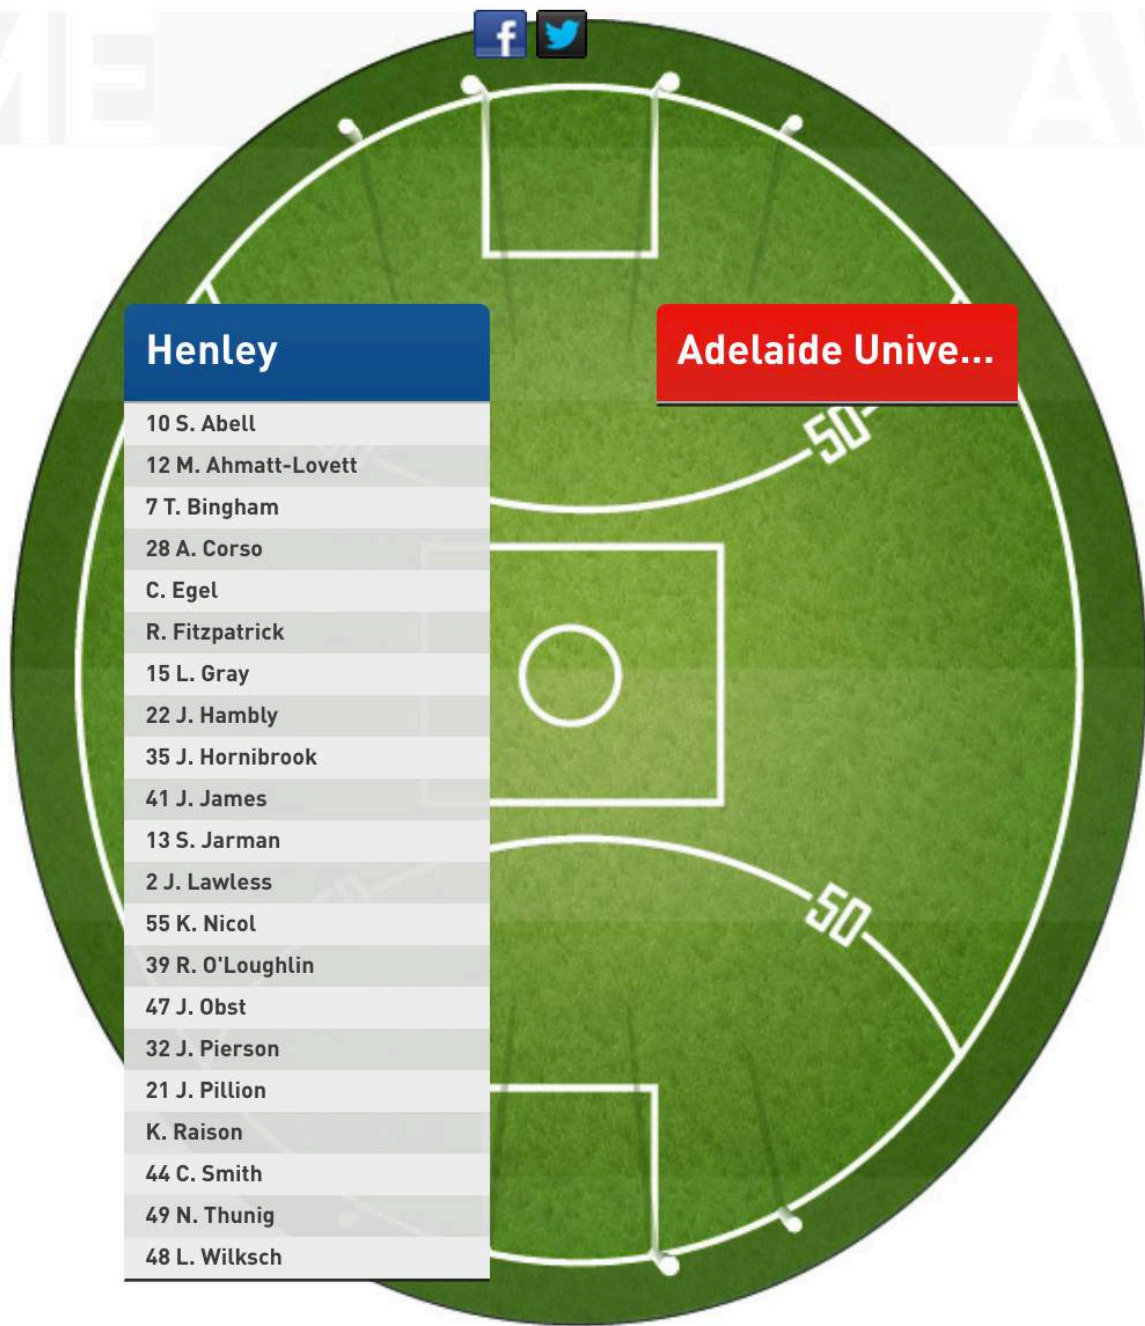 Henley
10 S. Abell
12 M. Ahmatt-Lovett
7 T. Bingham
28 A. Corso
C. Egel
R. Fitzpatrick
15 L. Gray
22 J. Hambly
35 J. Hornibrook
41 J. James
13 S. Jarman
2 J. Lawless
55 K. Nicol
39 R. O'Loughlin
47 J. Obst
32 J. Pierson
21 J. Pillion
K. Raison
44 C. Smith
49 N. Thunig
48 L. Wilksch
Adelaide Unive...
50
50